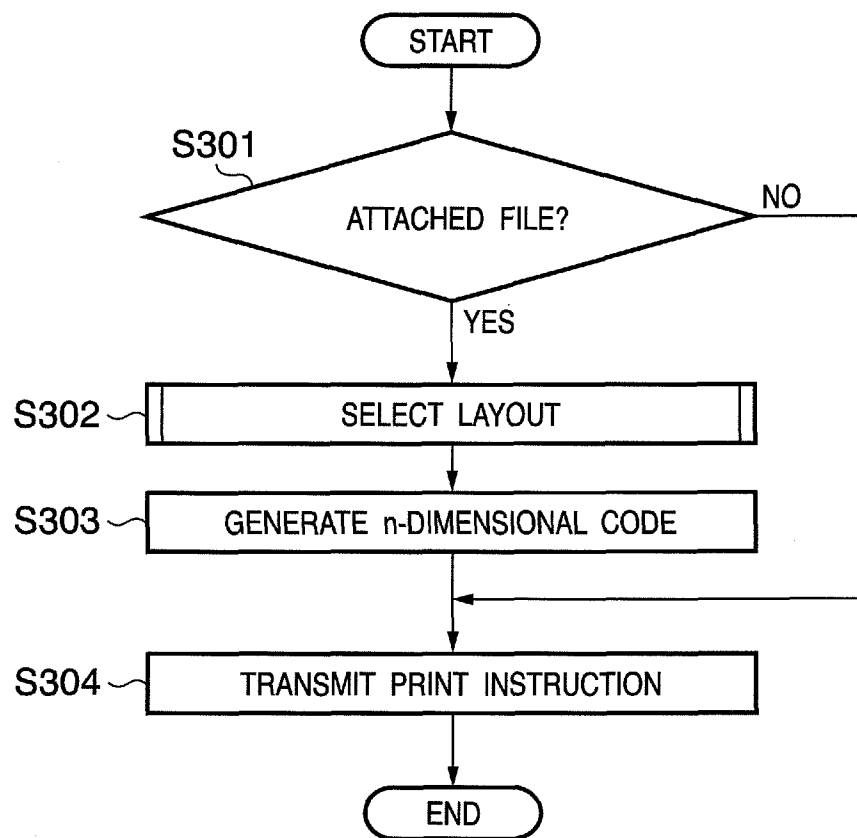 START
S301
ATTACHED FILE?
NO
YES
S302
SELECT LAYOUT
S303
GENERATE n-DIMENSIONAL CODE
S304
TRANSMIT PRINT INSTRUCTION
END